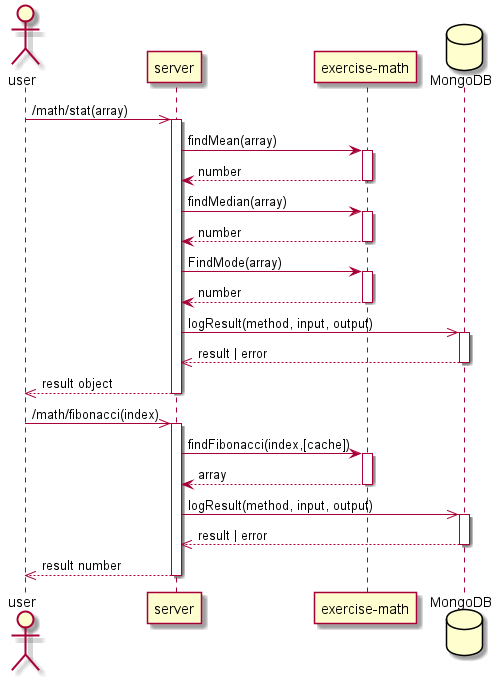 user
server
exercise-math
MongoDB
/math/stat(array)
findMean(array)
number
findMedian(array)
number
FindMode(array)
number
logResult(method, input, output)
result | error
result object
/math/fibonacci(index)
findFibonacci(index,[cache])
array
logResult(method, input, output)
result | error
result number
user
server
exercise-math
MongoDB